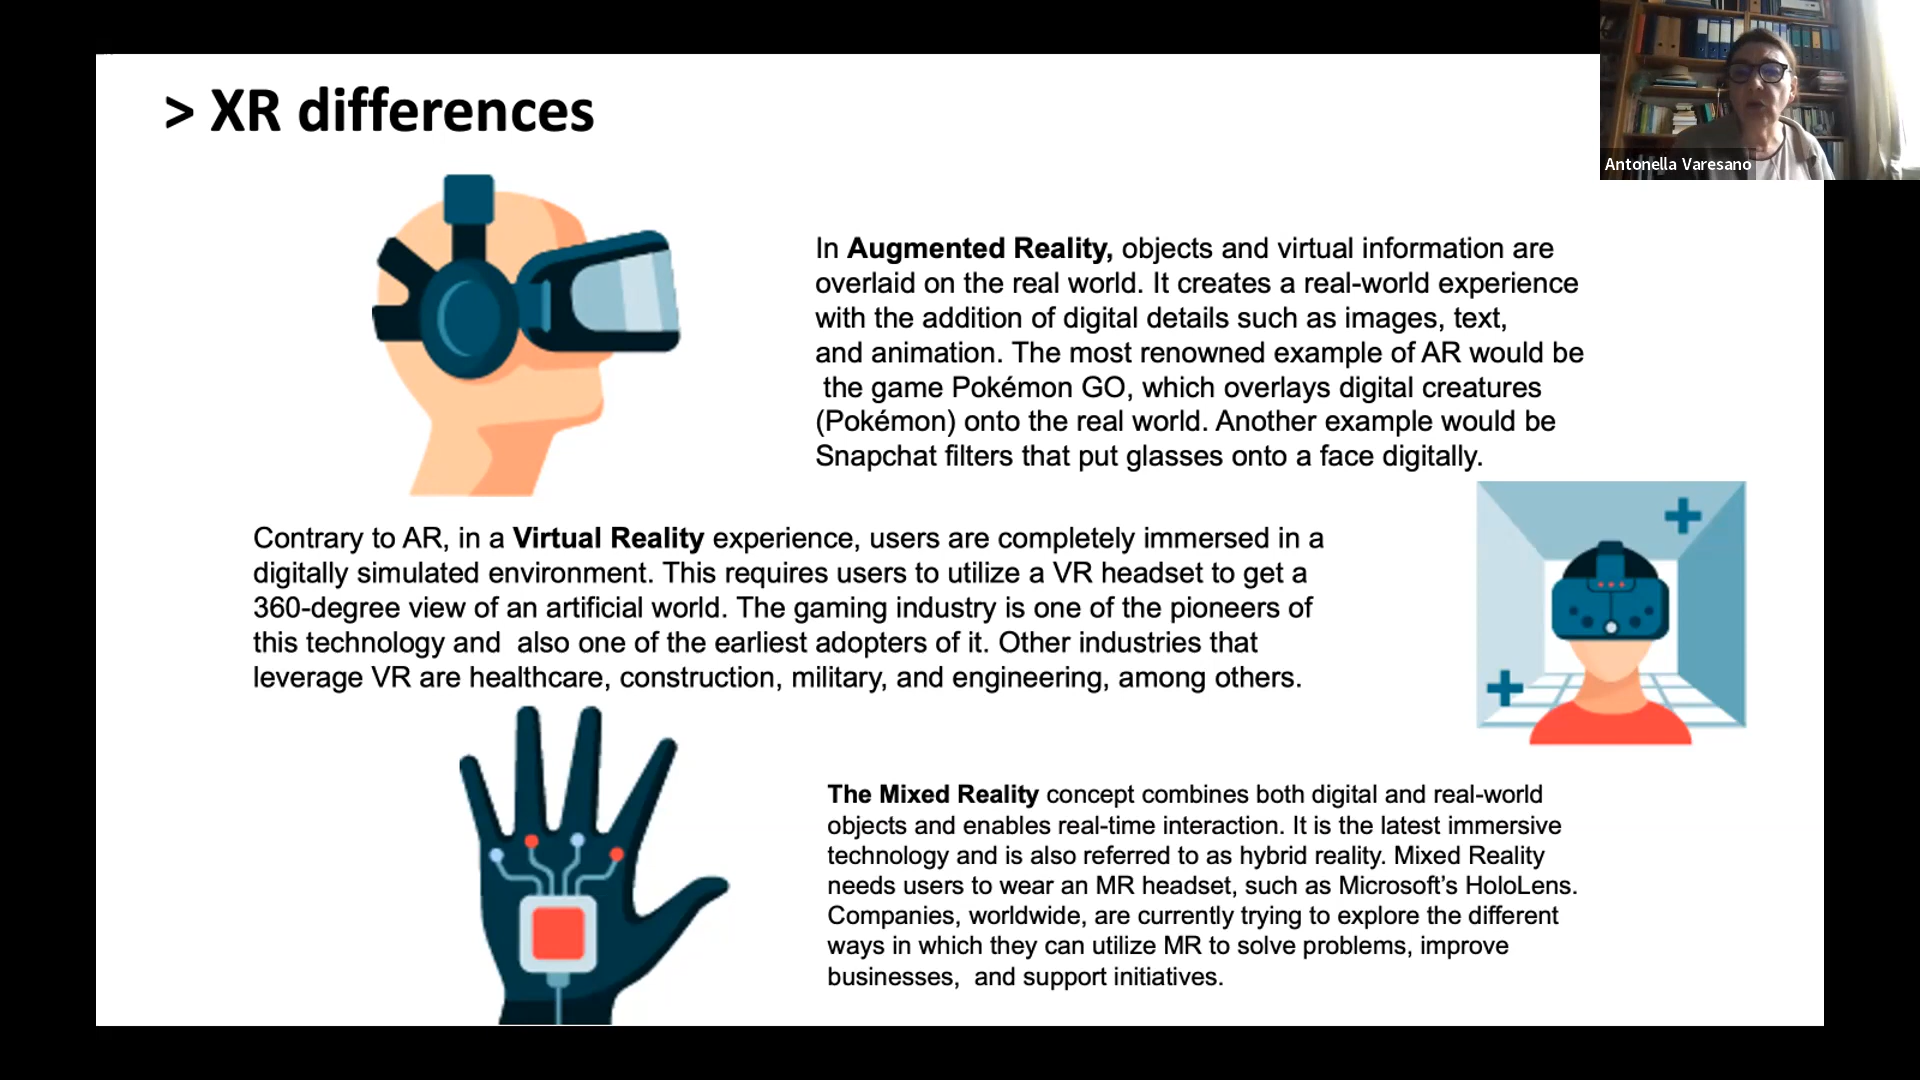 > XR differences
Antonella Varesano
In Augmented Reality, objects and virtual information are
overlaid on the real world. It creates a real-world experience
with the addition of digital details such as images, text,
and animation. The most renowned example of AR would be
the game Pokémon GO, which overlays digital creatures
(Pokémon) onto the real world. Another example would be
Snapchat filters that put glasses onto a face digitally.
Contrary to AR, in a Virtual Reality experience, users are completely immersed in a
digitally simulated environment. This requires users to utilize a VR headset to get a
360-degree view of an artificial world. The gaming industry is one of the pioneers of
this technology and  also one of the earliest adopters of it. Other industries that
leverage VR are healthcare, construction, military, and engineering, among others.
The Mixed Reality concept combines both digital and real-world
objects and enables real-time interaction. It is the latest immersive
technology and is also referred to as hybrid reality. Mixed Reality
needs users to wear an MR headset, such as Microsoft’s HoloLens.
Companies, worldwide, are currently trying to explore the different
ways in which they can utilize MR to solve problems, improve
businesses,  and support initiatives.